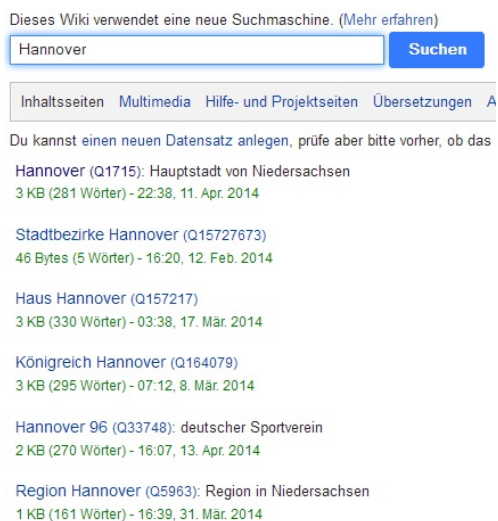 Dieses Wiki verwendet eine neue Suchmaschine. (Mehr erfahren)
Hannover
Suchen
Inhaltsseiten Multimedia Hilfe- und Projektseiten Übersetzungen A
Du kannst einen neuen Datensatz anlegen, prüfe aber bitte vorher, ob das
Hannover (Q1715): Hauptstadt von Niedersachsen
3 KB (281 Wörter) - 22:38, 11. Apr. 2014
Stadtbezirke Hannover (Q15727673)
46 Bytes (5 Wörter) - 16:20, 12. Feb. 2014
Haus Hannover (Q157217)
3 KB (330 Wörter) - 03:38, 17. Mär. 2014
Königreich Hannover (Q164079)
3 KB (295 Wörter) - 07:12, 8. Mär. 2014
Hannover 96 (Q33748): deutscher Sportverein
2 KB (270 Wörter) - 16:07, 13. Apr. 2014
Region Hannover (Q5963): Region in Niedersachsen
1 KB (161 Wörter) - 16:39, 31. Mär. 2014